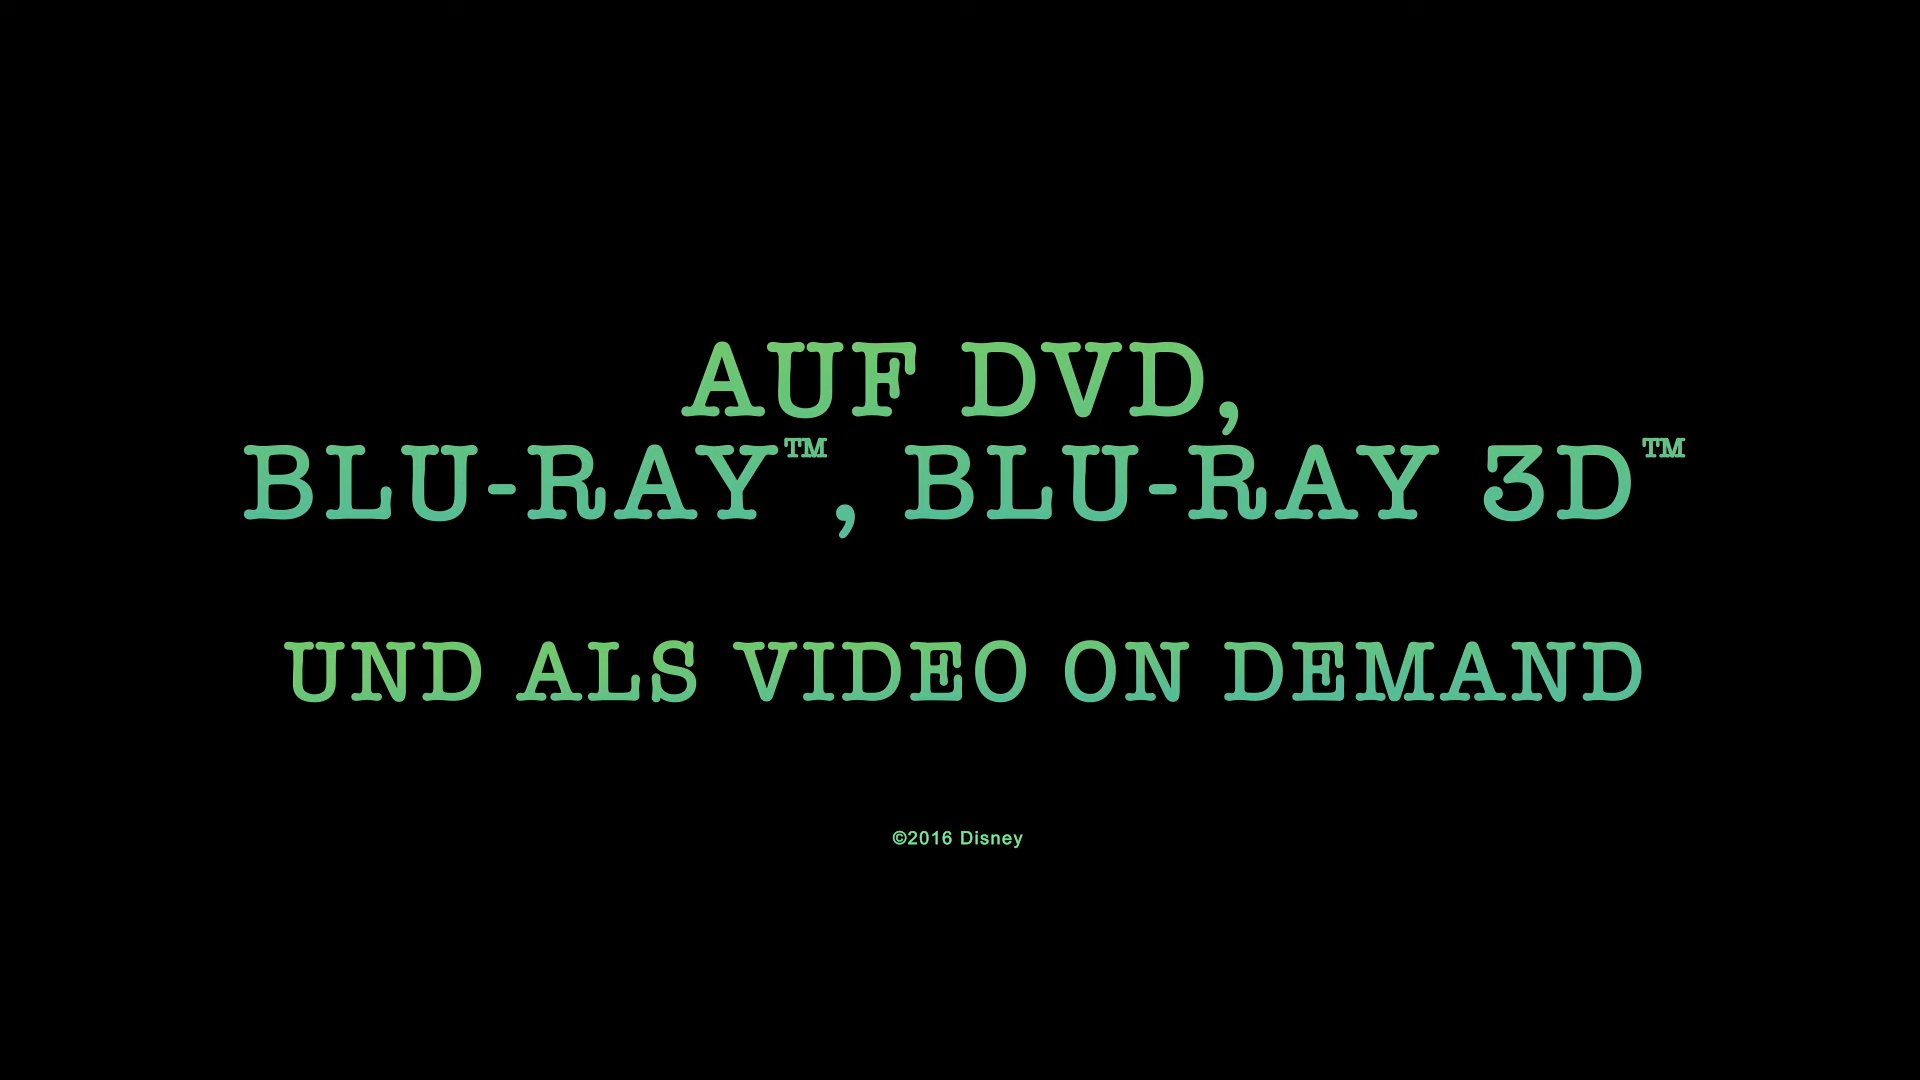 AUF DVD,
BLU-RAY™, BLU-RAY 3D™
UND ALS VIDEO ON DEMAND
©2016 Disney